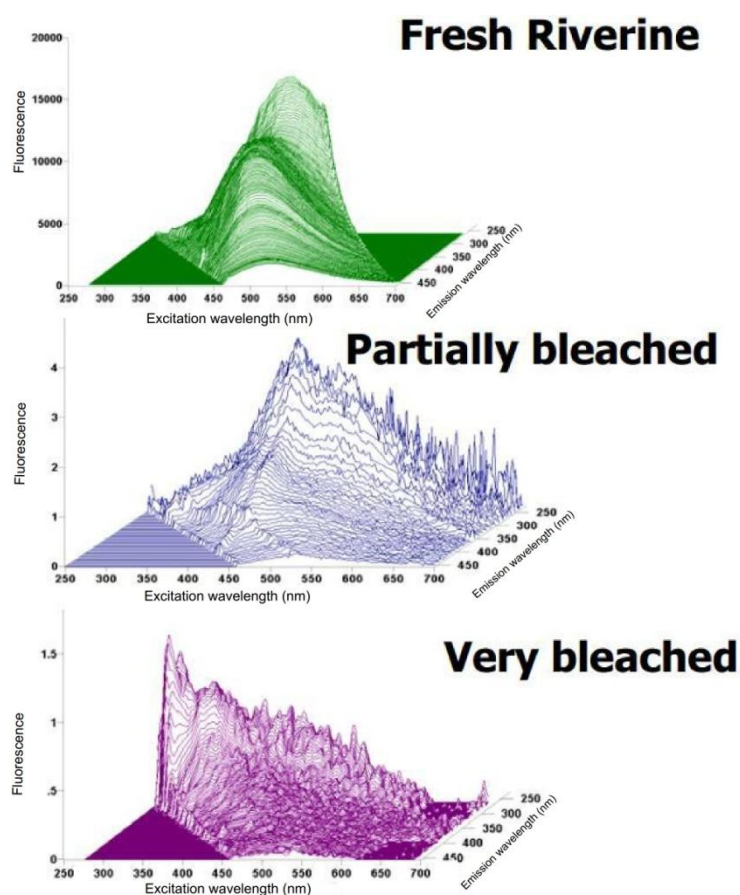 Fresh Riverine
20000
15000
10000
5000
0
Fluorescence
250 300 350 400 450 500 550 600 650 700
Excitation wavelength (nm)
250
300
350
400
450
Emission wavelength (nm)
Partially bleached
4
3
2
1
0
Fluorescence
250 300 350 400 450 500 550 600 650 700
Excitation wavelength (nm)
250
300
350
400
450
Emission wavelength (nm)
Very bleached
1.5
1
.5
0
Fluorescence
250 300 350 400 450 500 550 600 650 700
Excitation wavelength (nm)
250
300
350
400
450
Emission wavelength (nm)